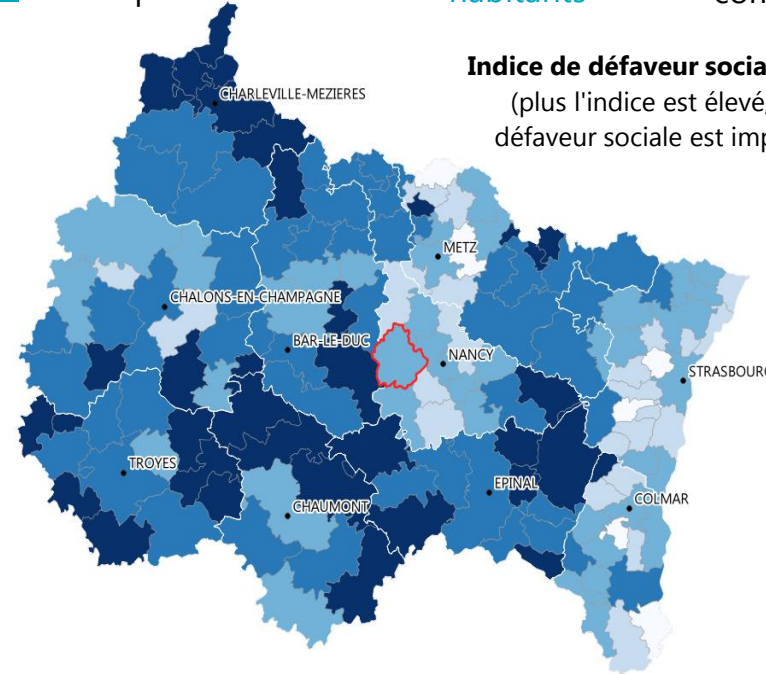 Indice de défaveur socia
(plus l'indice est élevé,
défaveur sociale est imp
CHARLEVILLE-MEZIERES
METZ
CHALONS-EN-CHAMPAGNE
BAR-LE-DUC
NANCY
STRASBOURG
TROYES
EPINAL
CHAUMONT
COLMAR